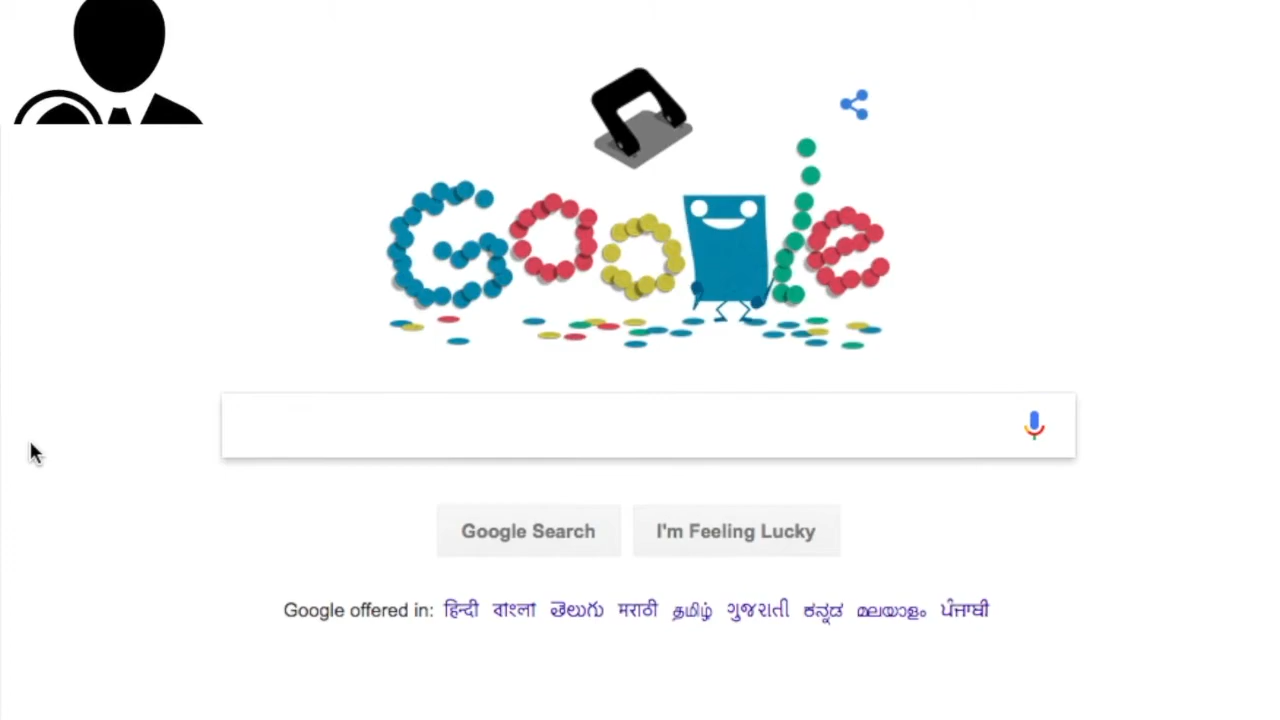 Google
Google Search
I'm Feeling Lucky
Google offered in: हिन्दी বাংলা తెలుగు मराठी தமிழ் ગુજરાતી ಕನ್ನಡ മലയാളം ਪੰਜਾਬੀ